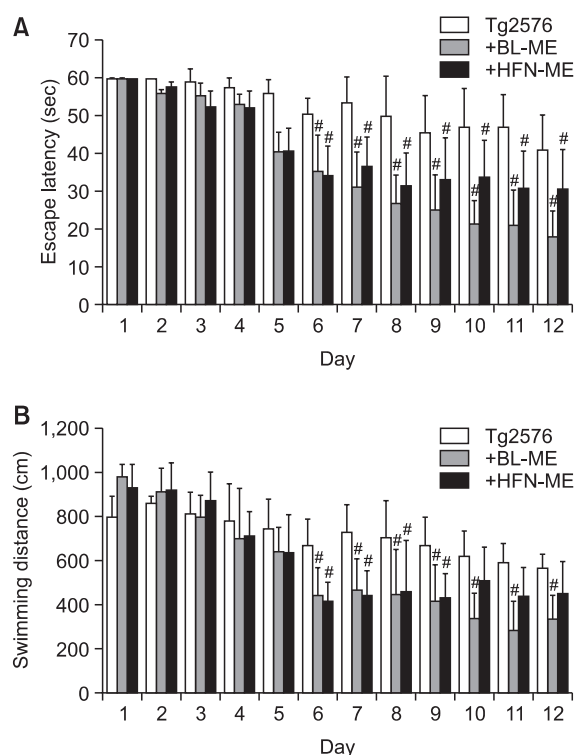 A
Tg2576
+BL-ME
+HFN-ME
Escape latency (sec)
70
60
50
40
30
20
10
0
# # # # # # # # # # # # # #
1 2 3 4 5 6 7 8 9 10 11 12
Day
B
Tg2576
+BL-ME
+HFN-ME
Swimming distance (cm)
1,200
1,000
800
600
400
200
0
# # # # # # # # # # #
1 2 3 4 5 6 7 8 9 10 11 12
Day